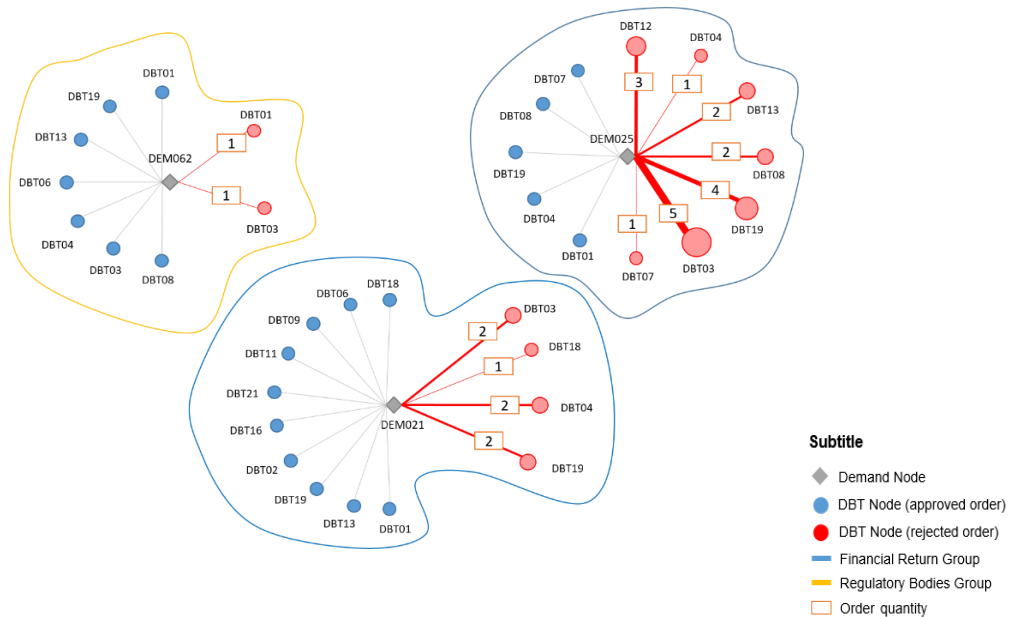 DBT01
DBT19
DBT13
DBT06
DBT04
DBT03
DBT08
DEM062
DBT01
1
1
DBT03
DBT12
DBT04
DBT07
DBT08
DBT19
DBT04
DBT01
DEM025
3
1
DBT13
2
2
DBT08
4
DBT19
5
DBT03
1
DBT07
DBT18
DBT06
DBT09
DBT11
DBT21
DBT16
DBT02
DBT19
DBT13
DBT01
DEM021
DBT03
2
DBT18
1
2
DBT04
2
DBT19
Subtitle
Demand Node
DBT Node (approved order)
DBT Node (rejected order)
Financial Return Group
Regulatory Bodies Group
Order quantity